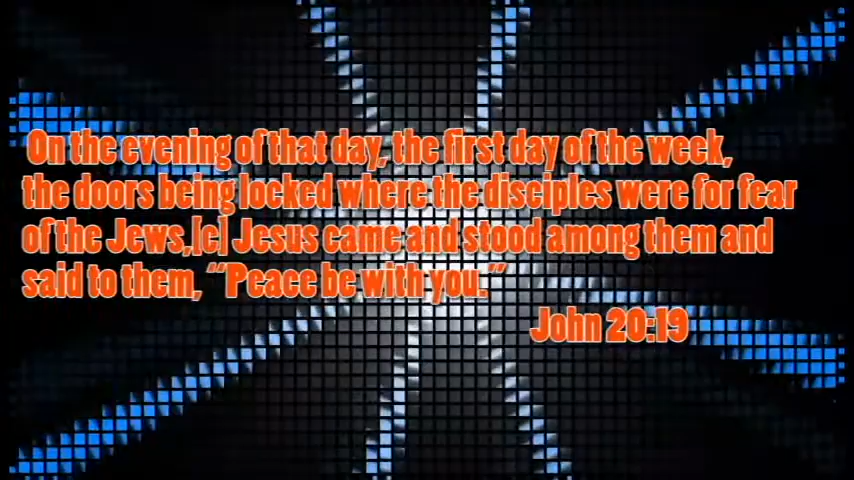 On the evening of that day, the first day of the week,
the doors being locked where the disciples were for fear
of the Jews,[c] Jesus came and stood among them and
said to them, “Peace be with you.”
John 20:19